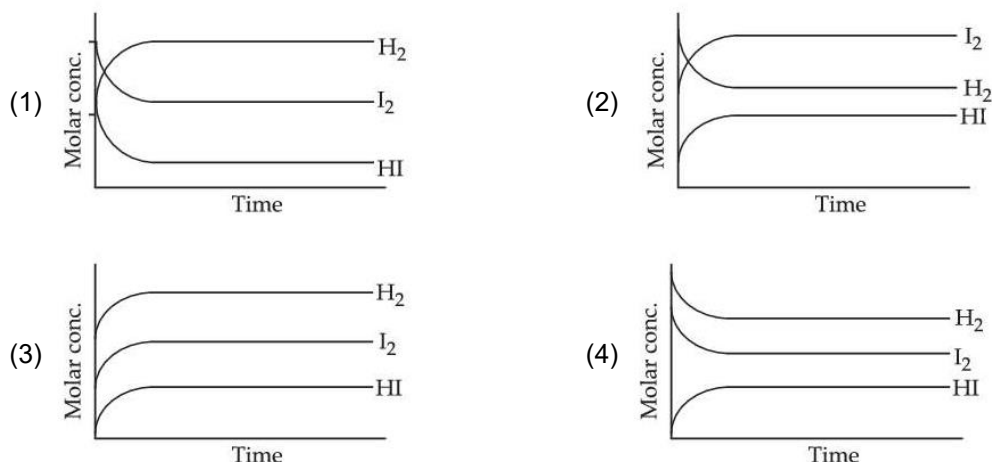 (1)
Molar conc.
H₂
I₂
HI
Time
(2)
Molar conc.
I₂
H₂
HI
Time
(3)
Molar conc.
H₂
I₂
HI
Time
(4)
Molar conc.
H₂
I₂
HI
Time